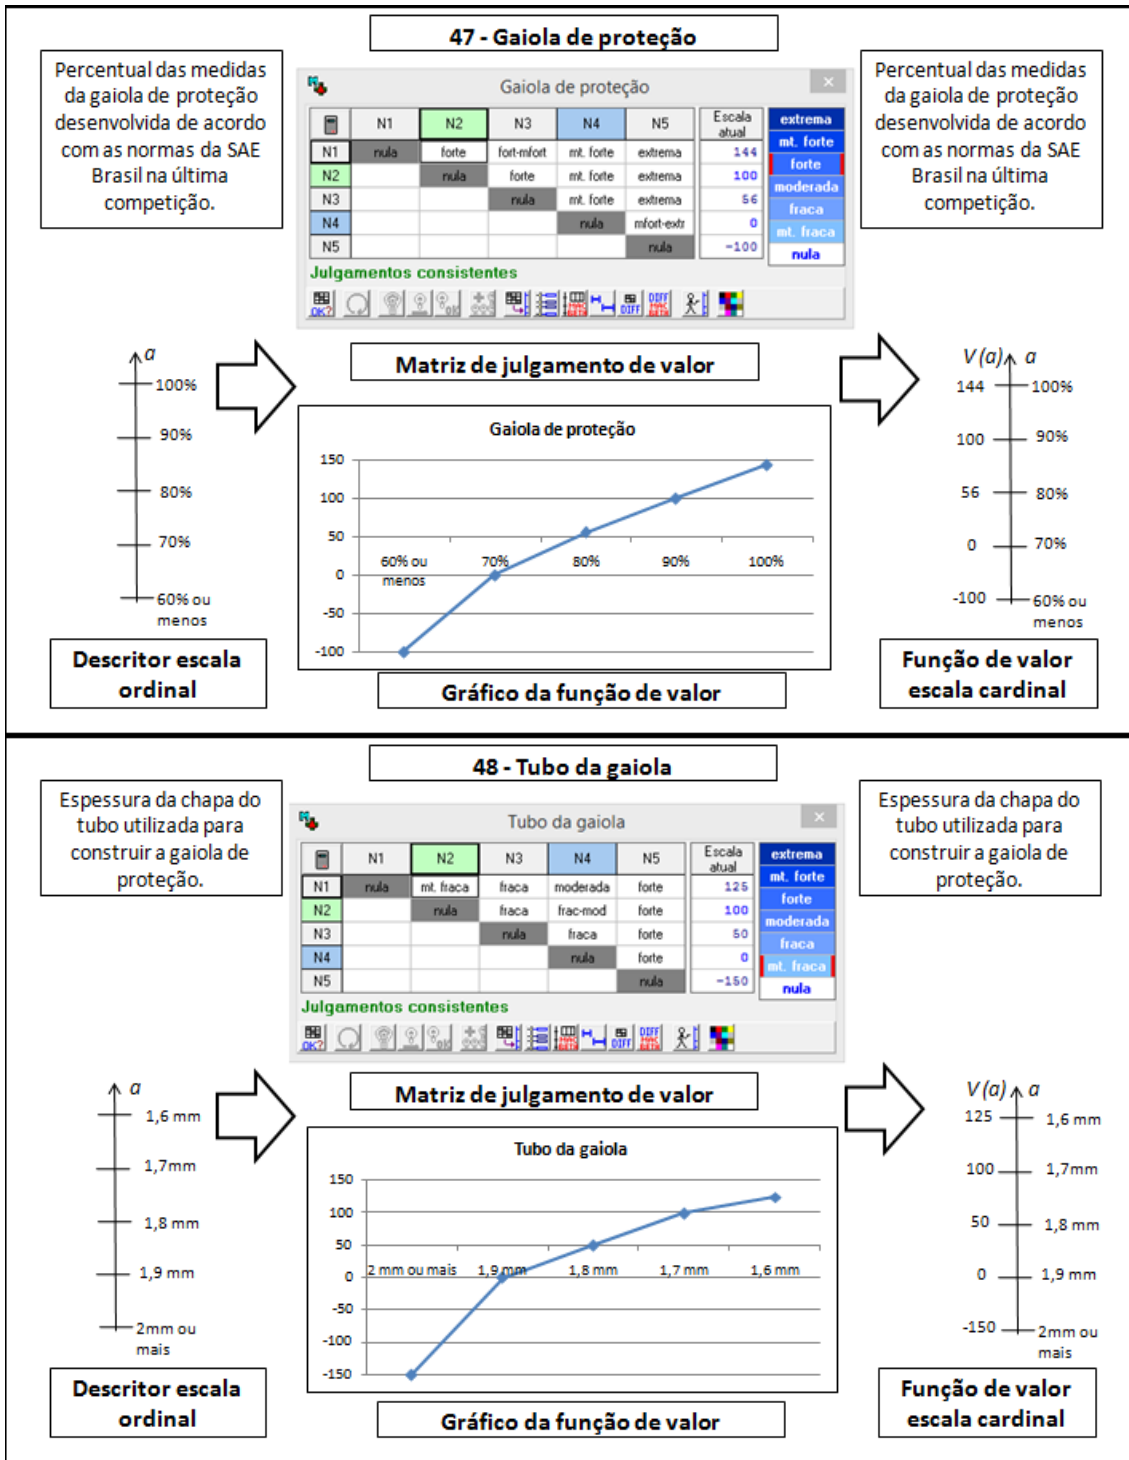 47 - Gaiola de proteção
Percentual das medidas
da gaiola de proteção
desenvolvida de acordo
com as normas da SAE
Brasil na última
competição.
Gaiola de proteção
N1 N2 N3 N4 N5 Escala atual
N1 nula forte fort-mfort mt. forte extrema 144
N2 nula forte mt. forte extrema 100
N3 nula mt. forte extrema 56
N4 nula mfort-extr 0
N5 nula -100
extrema
mt. forte
forte
moderada
fraca
mt. fraca
nula
Julgamentos consistentes
OK? OK DIFF DIFF
Percentual das medidas
da gaiola de proteção
desenvolvida de acordo
com as normas da SAE
Brasil na última
competição.
a
100%
90%
80%
70%
60% ou
menos
Descritor escala
ordinal
Matriz de julgamento de valor
Gaiola de proteção
150
100
50
0
-50
-100
60% ou
menos
70%
80%
90%
100%
Gráfico da função de valor
V(a) a
144 100%
100 90%
56 80%
0 70%
-100 60% ou
menos
Função de valor
escala cardinal
48 - Tubo da gaiola
Espessura da chapa do
tubo utilizada para
construir a gaiola de
proteção.
Tubo da gaiola
N1 N2 N3 N4 N5 Escala atual
N1 nula mt. fraca fraca moderada forte 125
N2 nula fraca frac-mod forte 100
N3 nula fraca forte 50
N4 nula forte 0
N5 nula -150
extrema
mt. forte
forte
moderada
fraca
mt. fraca
nula
Julgamentos consistentes
OK? OK DIFF DIFF
Espessura da chapa do
tubo utilizada para
construir a gaiola de
proteção.
a
1,6 mm
1,7mm
1,8 mm
1,9 mm
2mm ou
mais
Descritor escala
ordinal
Matriz de julgamento de valor
Tubo da gaiola
150
100
50
0
-50
-100
-150
2 mm ou mais
1,9 mm
1,8 mm
1,7 mm
1,6 mm
Gráfico da função de valor
V(a) a
125 1,6 mm
100 1,7mm
50 1,8 mm
0 1,9 mm
-150 2mm ou
mais
Função de valor
escala cardinal